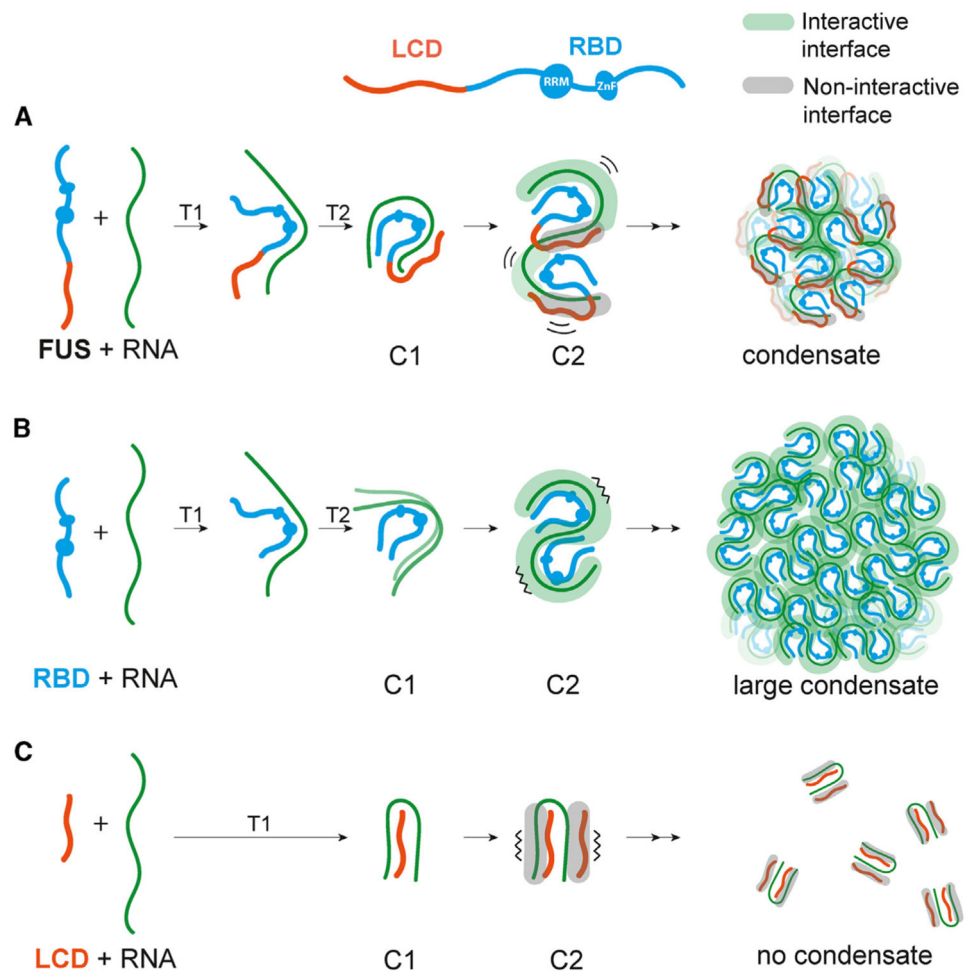 LCD RBD
RRM ZnF
Interactive
interface
Non-interactive
interface
A
T1 T2
FUS + RNA C1 C2 condensate
B
T1 T2
RBD + RNA C1 C2 large condensate
C
T1
LCD + RNA C1 C2 no condensate